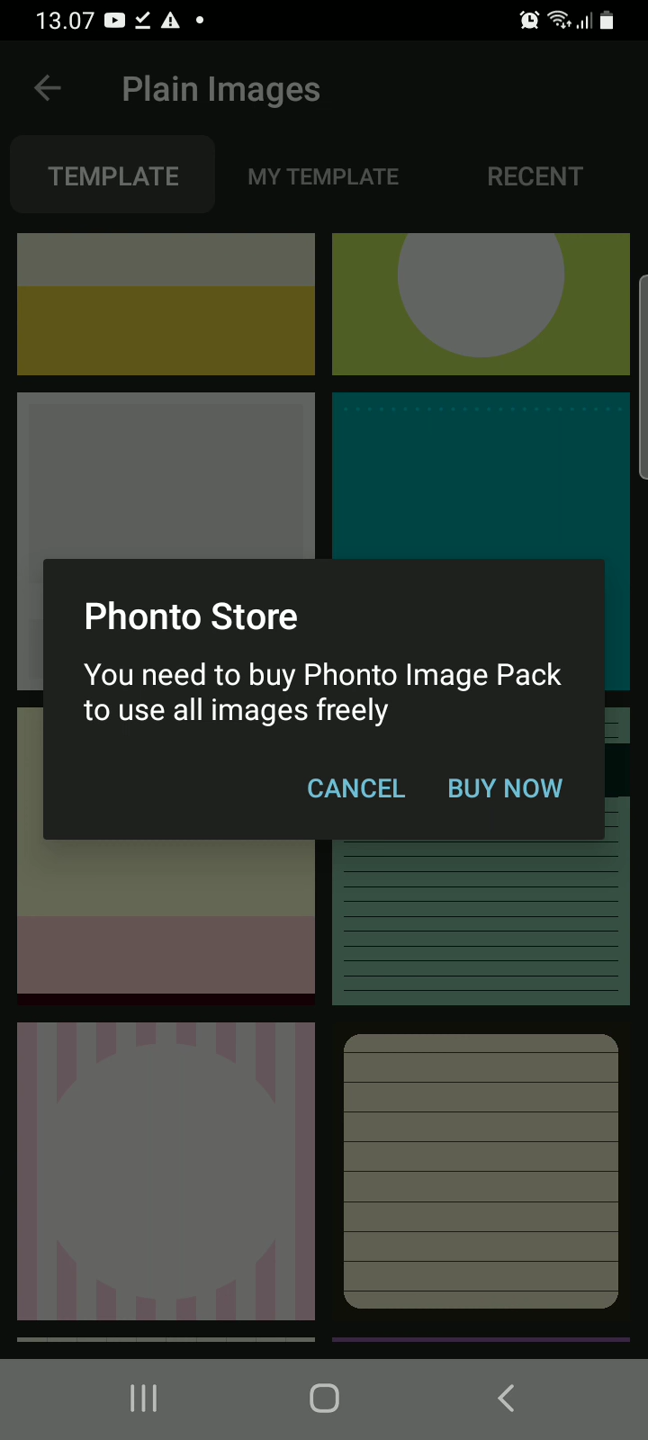 13.07
Plain Images
TEMPLATE
MY TEMPLATE
RECENT
Phonto Store
You need to buy Phonto Image Pack
to use all images freely
CANCEL
BUY NOW